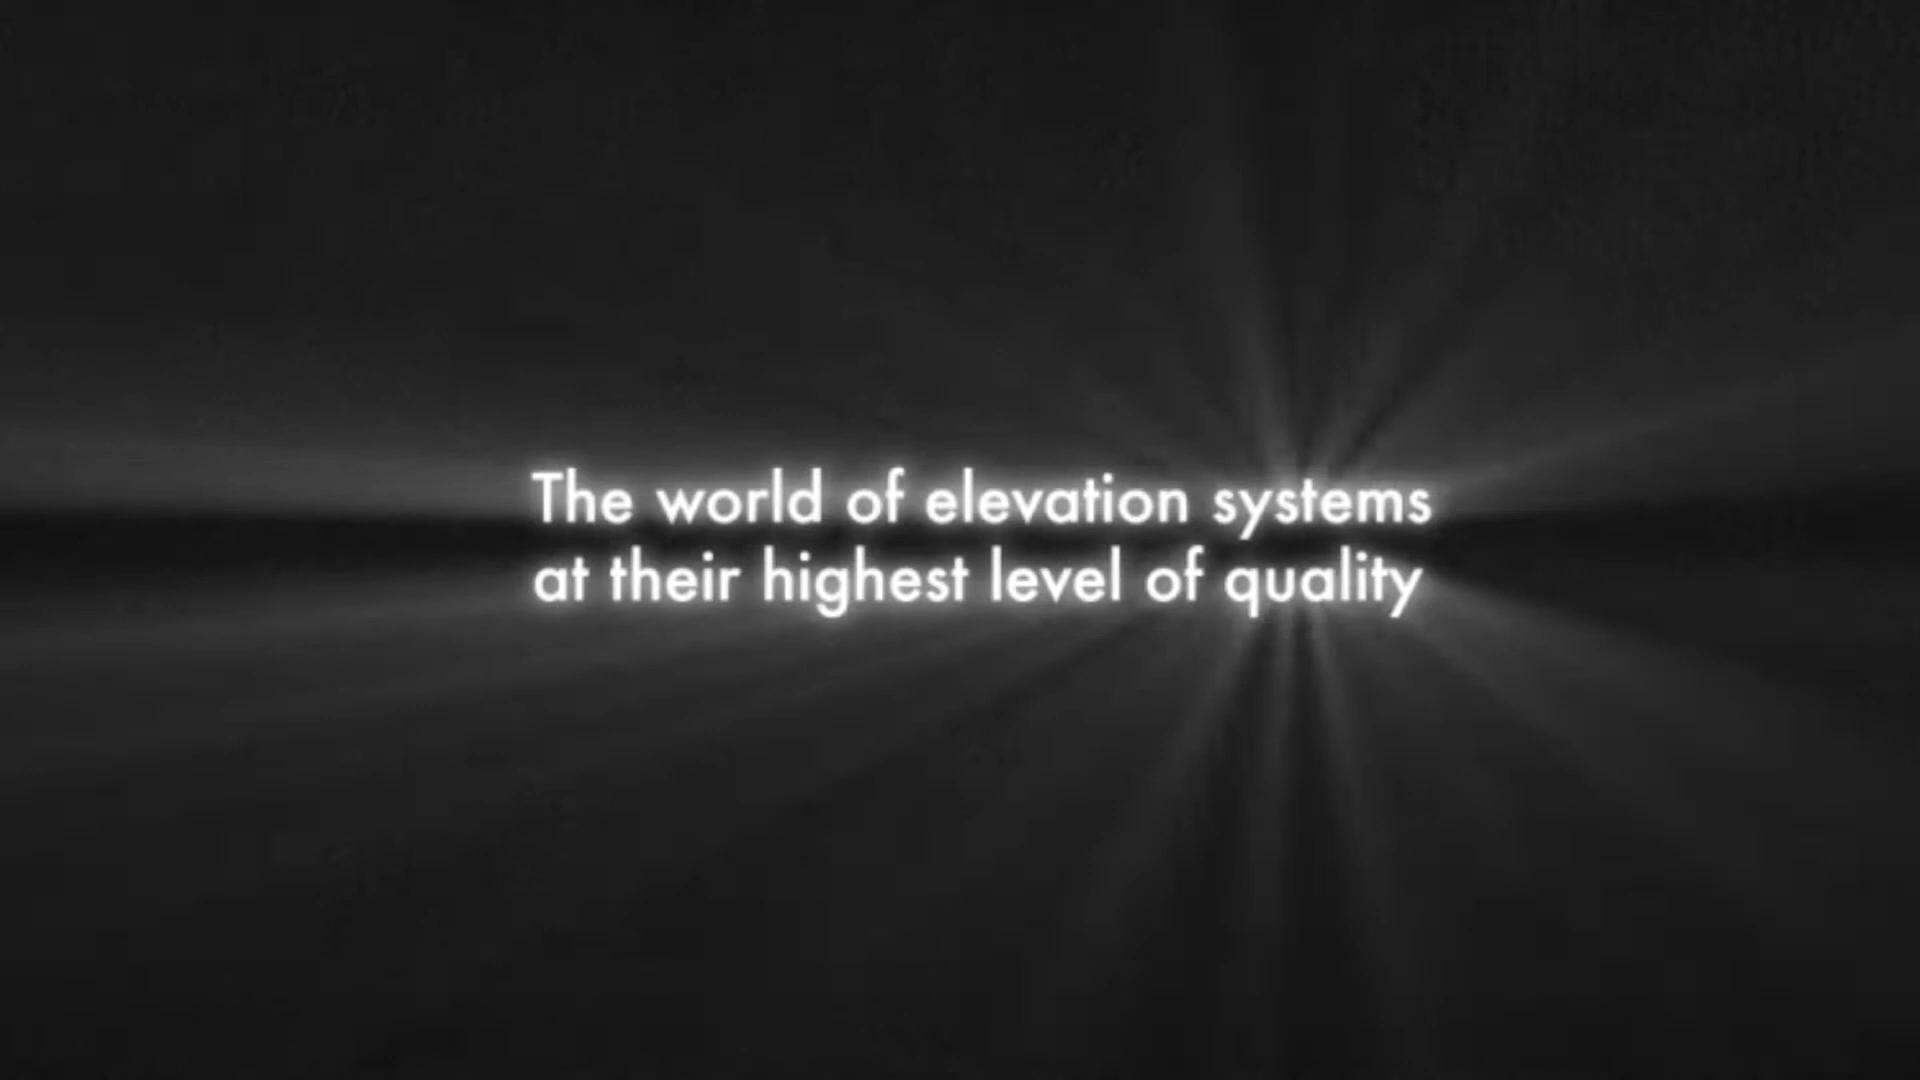 The world of elevation systems
at their highest level of quality